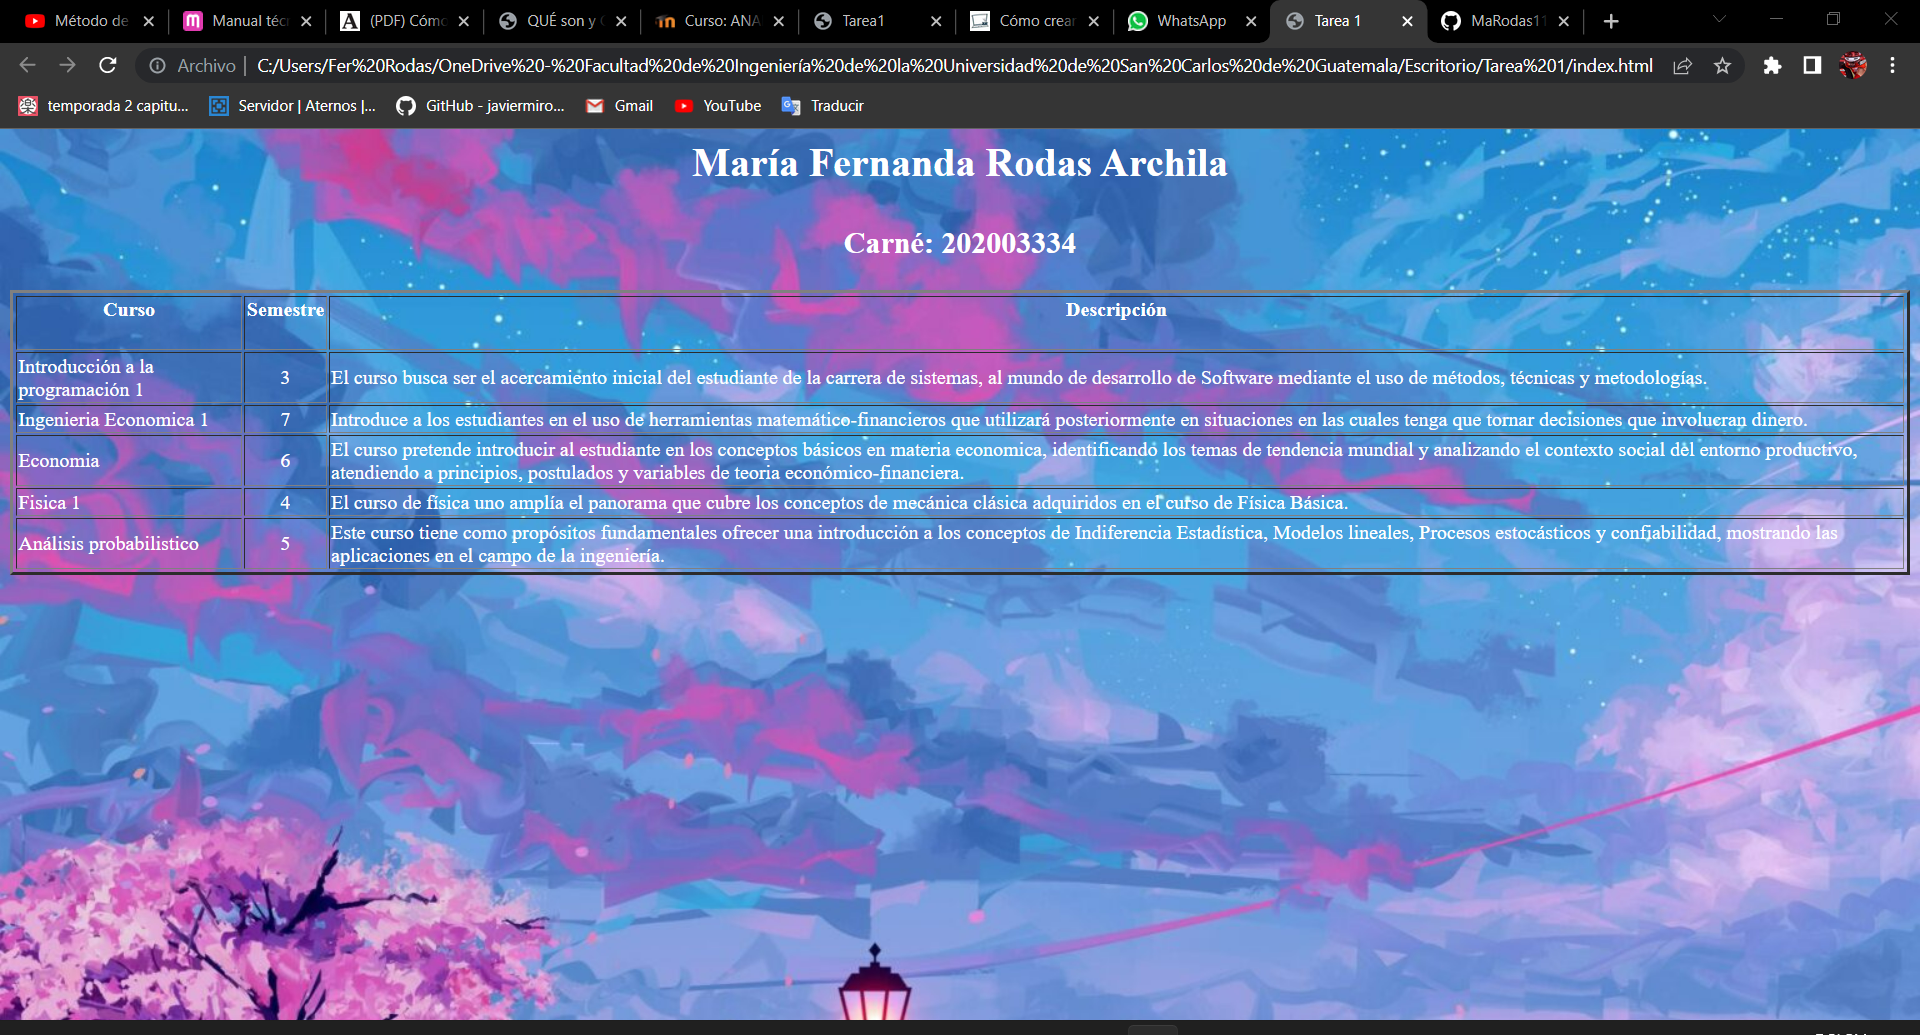 Método de
Manual técn
(PDF) Cómo
QUÉ son y
Curso: ANA
Tarea1
Cómo crear
WhatsApp
Tarea 1
MaRodas11
Archivo
C:/Users/Fer%20Rodas/OneDrive%20-%20Facultad%20de%20Ingeniería%20de%20la%20Universidad%20de%20San%20Carlos%20de%20Guatemala/Escritorio/Tarea%201/index.html
temporada 2 capitu...
Servidor | Aternos |...
GitHub - javiermiro...
Gmail
YouTube
Traducir
María Fernanda Rodas Archila
Carné: 202003334
Curso Semestre Descripción
Introducción a la
programación 1
3
El curso busca ser el acercamiento inicial del estudiante de la carrera de sistemas, al mundo de desarrollo de Software mediante el uso de métodos, técnicas y metodologías.
Ingenieria Economica 1 7 Introduce a los estudiantes en el uso de herramientas matemático-financieros que utilizará posteriormente en situaciones en las cuales tenga que tornar decisiones que involucran dinero.
Economia
6
El curso pretende introducir al estudiante en los conceptos básicos en materia economica, identificando los temas de tendencia mundial y analizando el contexto social del entorno productivo,
atendiendo a principios, postulados y variables de teoria económico-financiera.
Fisica 1 4 El curso de física uno amplía el panorama que cubre los conceptos de mecánica clásica adquiridos en el curso de Física Básica.
Análisis probabilistico
5
Este curso tiene como propósitos fundamentales ofrecer una introducción a los conceptos de Indiferencia Estadística, Modelos lineales, Procesos estocásticos y confiabilidad, mostrando las
aplicaciones en el campo de la ingeniería.